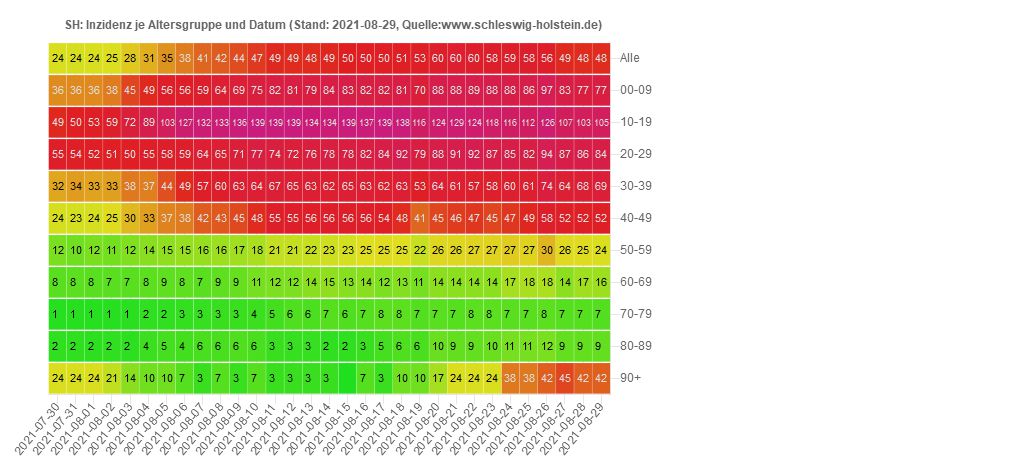 SH: Inzidenz je Altersgruppe und Datum (Stand: 2021-08-29, Quelle:www.schleswig-holstein.de)
24 24 24 25 28 31 35 38 41 42 44 47 49 49 48 49 50 50 50 51 53 60 60 60 58 59 58 56 49 48 48 Alle
36 36 36 38 45 49 56 56 59 64 69 75 82 81 79 84 83 82 82 81 70 88 88 89 88 88 86 97 83 77 77 00-09
49 50 53 59 72 89 103 127 132 133 136 139 139 139 134 134 139 137 139 138 116 124 129 124 118 116 112 126 107 103 105 10-19
55 54 52 51 50 55 58 59 64 65 71 77 74 72 76 78 78 82 84 92 79 88 91 92 87 85 82 94 87 86 84 20-29
32 34 33 33 38 37 44 49 57 60 63 64 67 65 63 62 65 63 62 63 53 64 61 57 58 60 61 74 64 68 69 30-39
24 23 24 25 30 33 37 38 42 43 45 48 55 55 56 56 56 56 54 48 41 45 46 47 45 47 49 58 52 52 52 40-49
12 10 12 11 12 14 15 15 16 16 17 18 21 21 22 23 23 25 25 25 22 26 26 27 27 27 27 30 26 25 24 50-59
8 8 8 7 7 8 9 8 7 9 9 11 12 12 14 15 13 14 12 13 11 14 14 14 14 17 18 18 14 17 16 60-69
1 1 1 1 1 2 2 3 3 3 3 4 5 6 6 7 6 7 8 8 7 7 7 8 8 7 7 8 7 7 7 70-79
2 2 2 2 2 4 5 4 6 6 6 6 3 3 3 2 2 3 5 6 6 10 9 9 10 11 11 12 9 9 9 80-89
24 24 24 21 14 10 10 7 3 7 3 7 3 3 3 3 7 3 10 10 17 24 24 24 38 38 42 45 42 42 90+
2021-07-30
2021-07-31
2021-08-01
2021-08-02
2021-08-03
2021-08-04
2021-08-05
2021-08-06
2021-08-07
2021-08-08
2021-08-09
2021-08-10
2021-08-11
2021-08-12
2021-08-13
2021-08-14
2021-08-15
2021-08-16
2021-08-17
2021-08-18
2021-08-19
2021-08-20
2021-08-21
2021-08-22
2021-08-23
2021-08-24
2021-08-25
2021-08-26
2021-08-27
2021-08-28
2021-08-29